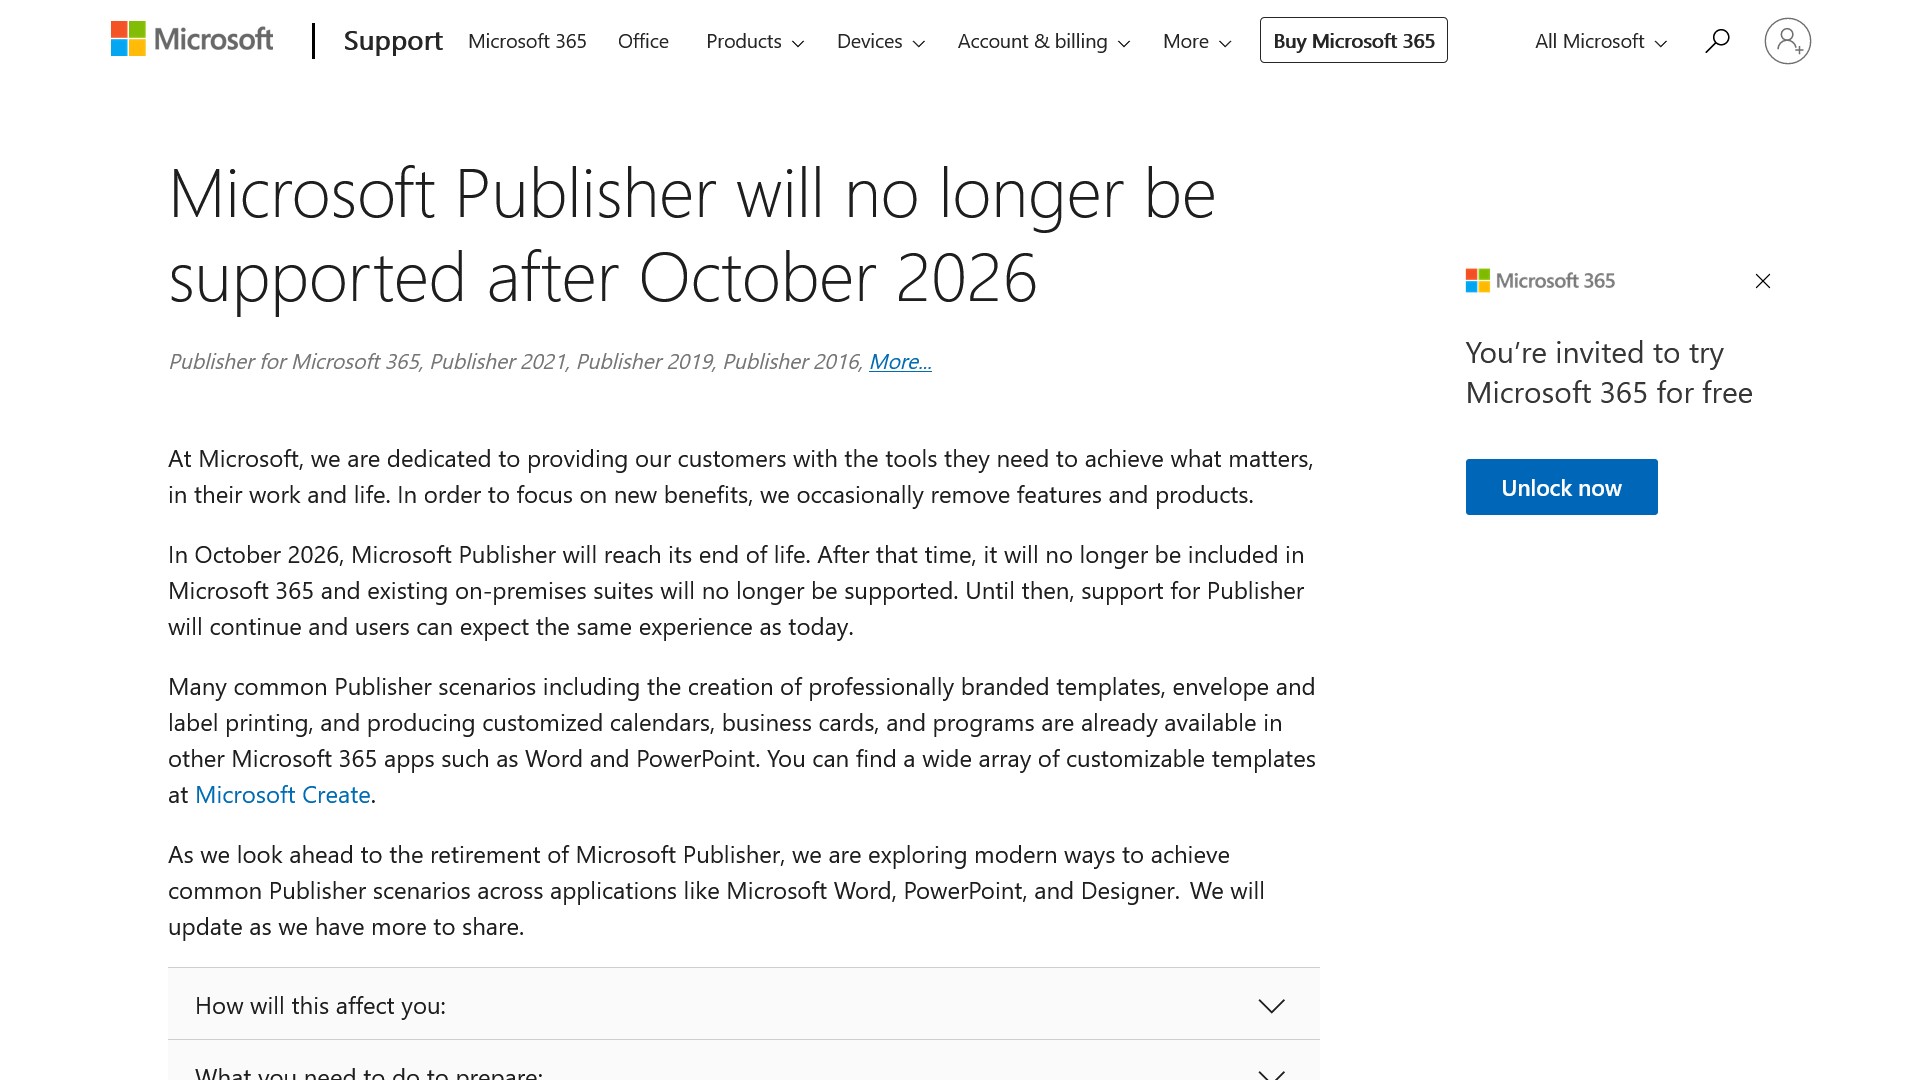 Microsoft
Support
Microsoft 365
Office
Products
Devices
Account & billing
More
Buy Microsoft 365
All Microsoft
Microsoft Publisher will no longer be
supported after October 2026
Publisher for Microsoft 365, Publisher 2021, Publisher 2019, Publisher 2016, More...
At Microsoft, we are dedicated to providing our customers with the tools they need to achieve what matters,
in their work and life. In order to focus on new benefits, we occasionally remove features and products.
In October 2026, Microsoft Publisher will reach its end of life. After that time, it will no longer be included in
Microsoft 365 and existing on-premises suites will no longer be supported. Until then, support for Publisher
will continue and users can expect the same experience as today.
Many common Publisher scenarios including the creation of professionally branded templates, envelope and
label printing, and producing customized calendars, business cards, and programs are already available in
other Microsoft 365 apps such as Word and PowerPoint. You can find a wide array of customizable templates
at Microsoft Create.
As we look ahead to the retirement of Microsoft Publisher, we are exploring modern ways to achieve
common Publisher scenarios across applications like Microsoft Word, PowerPoint, and Designer. We will
update as we have more to share.
How will this affect you:
What you need to do to prepare:
Microsoft 365
You’re invited to try
Microsoft 365 for free
Unlock now